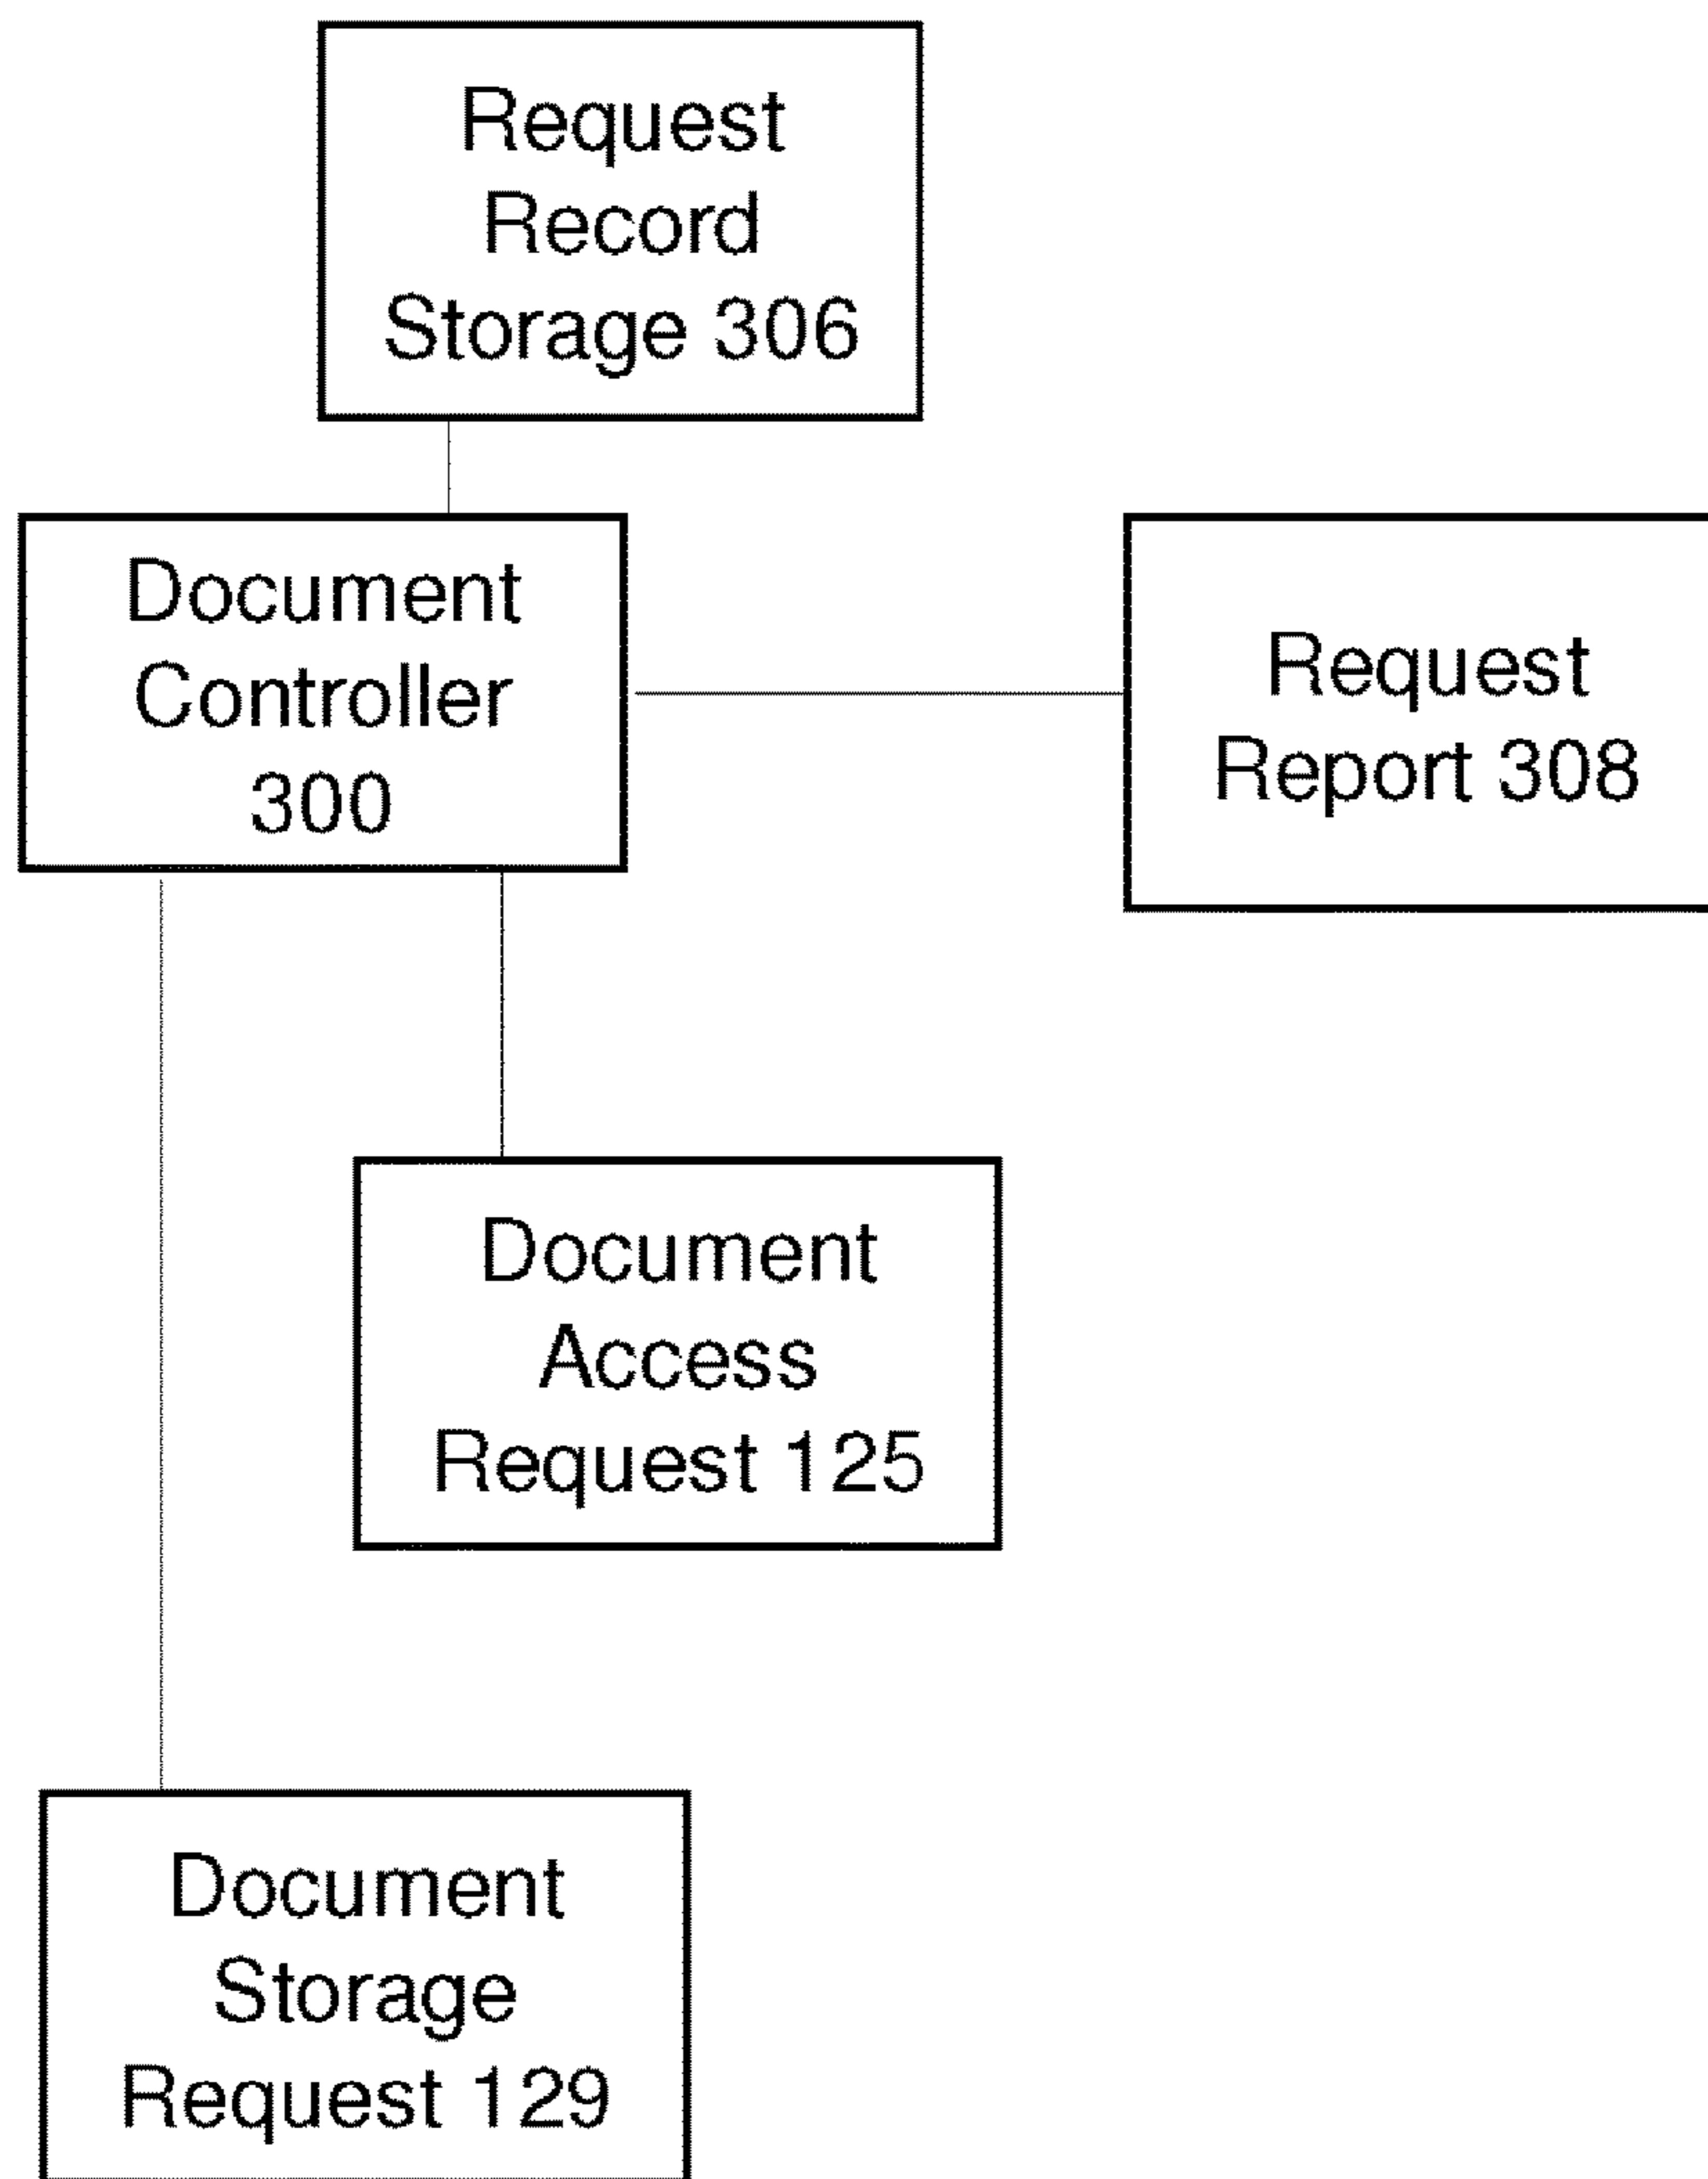 Request
Record
Storage 306
Document
Controller
300
Request
Report 308
Document
Access
Request 125
Document
Storage
Request 129